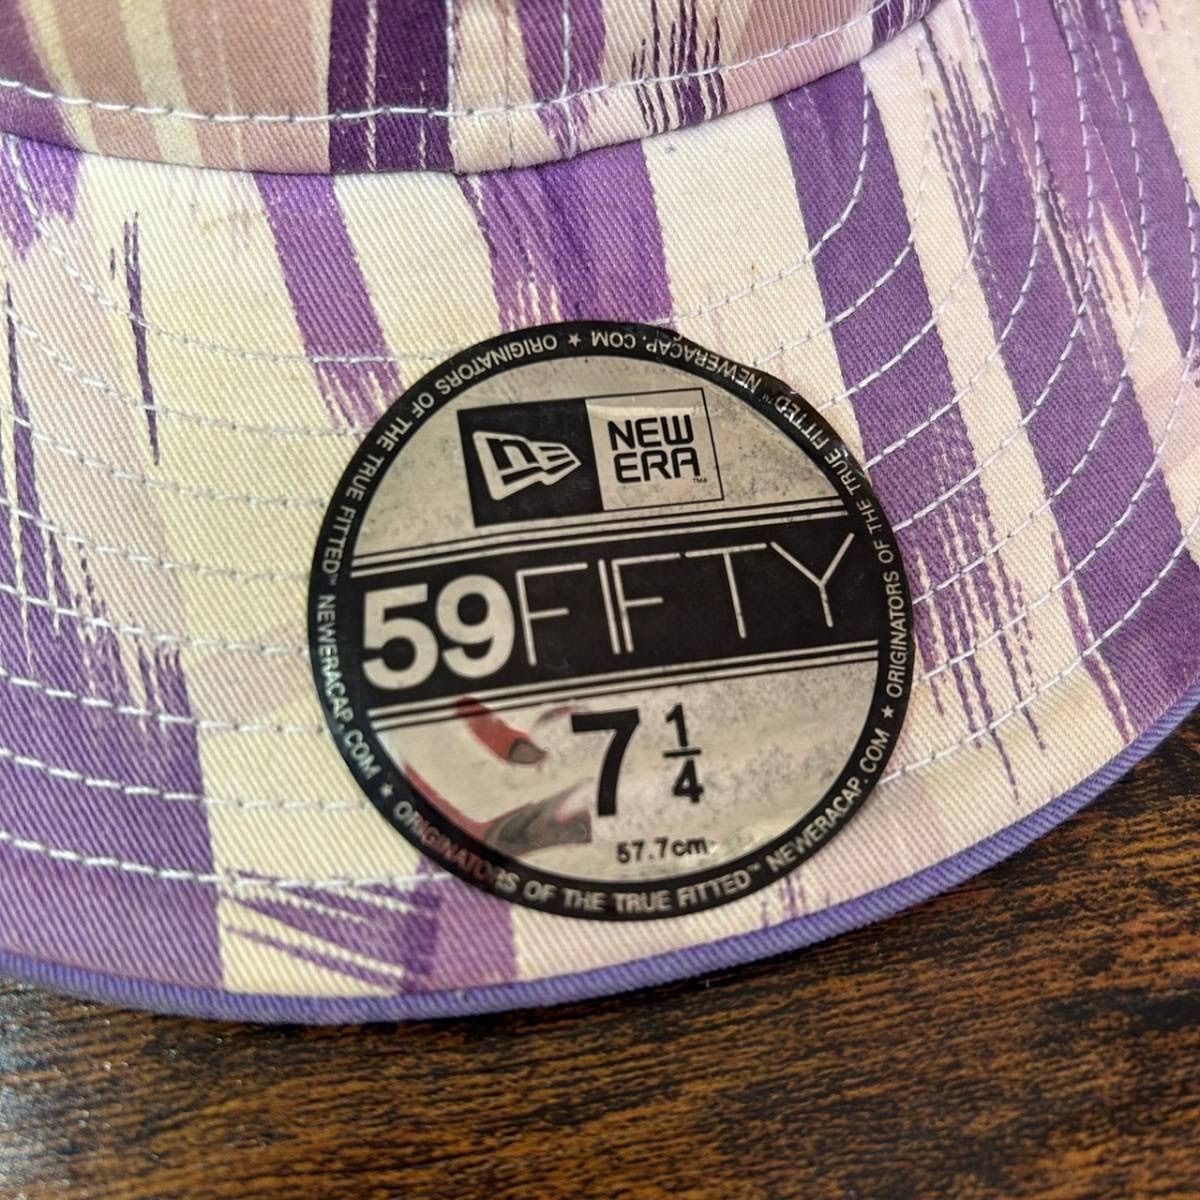 NEW
ERA™
59FIFTY
7 1/4
57.7cm
ORIGINATORS OF THE TRUE FITTED™ NEWERACAP.COM ★ ORIGINATORS OF THE TRUE FITTED™ NEWERACAP.COM ★ ORIGINATORS OF THE TRUE FITTED™ NEWERACAP.COM ★